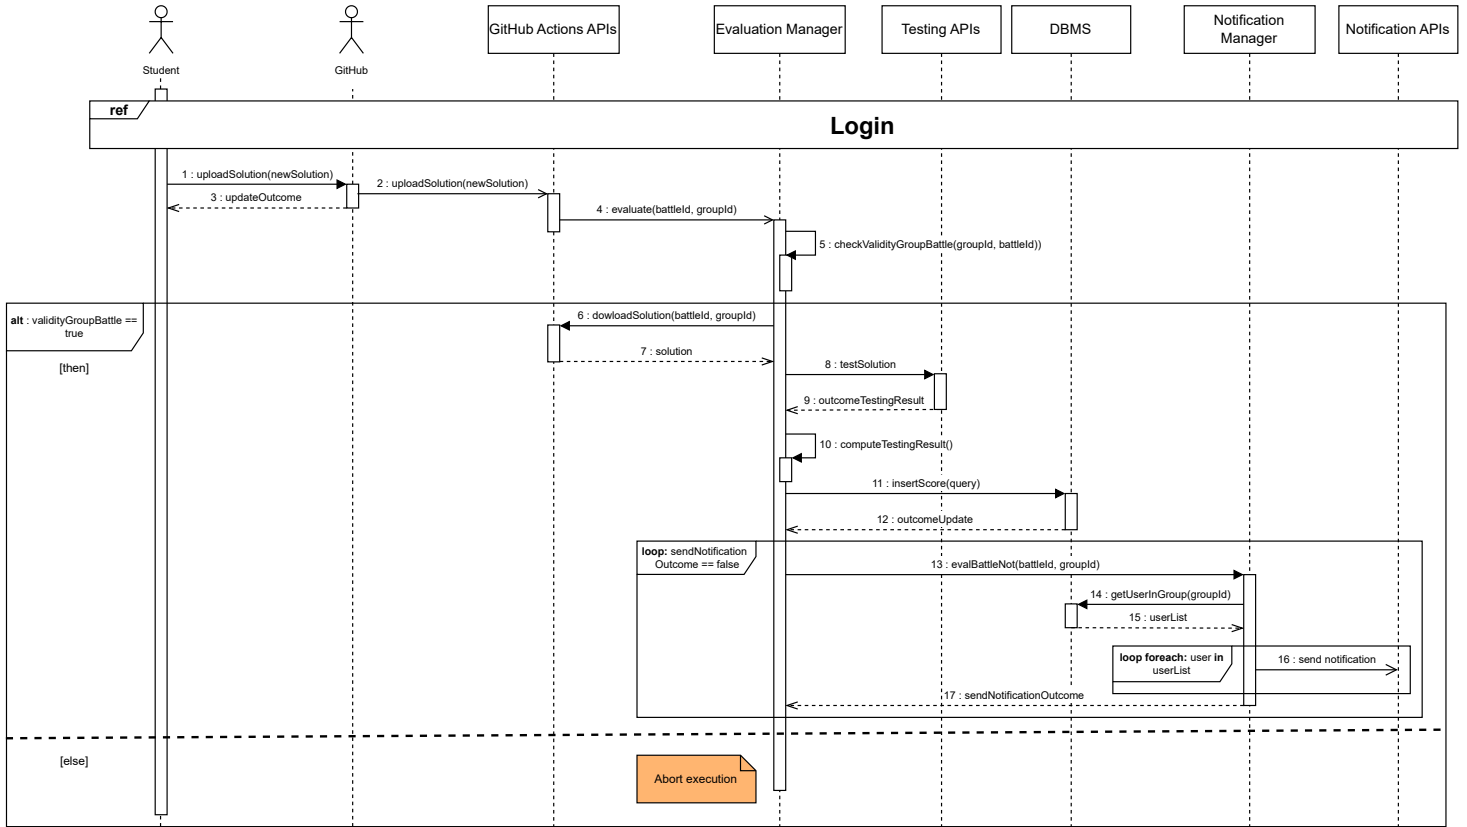 Student
GitHub
GitHub Actions APIs
Evaluation Manager
Testing APIs
DBMS
Notification
Manager
Notification APIs
ref
Login
1 : uploadSolution(newSolution)
2 : uploadSolution(newSolution)
3 : updateOutcome
4 : evaluate(battleId, groupId)
5 : checkValidityGroupBattle(groupId, battleId))
alt : validityGroupBattle ==
true
[then]
6 : dowloadSolution(battleId, groupId)
7 : solution
8 : testSolution
9 : outcomeTestingResult
10 : computeTestingResult()
11 : insertScore(query)
12 : outcomeUpdate
loop: sendNotification
Outcome == false
13 : evalBattleNot(battleId, groupId)
14 : getUserInGroup(groupId)
15 : userList
loop foreach: user in
userList
16 : send notification
17 : sendNotificationOutcome
[else]
Abort execution